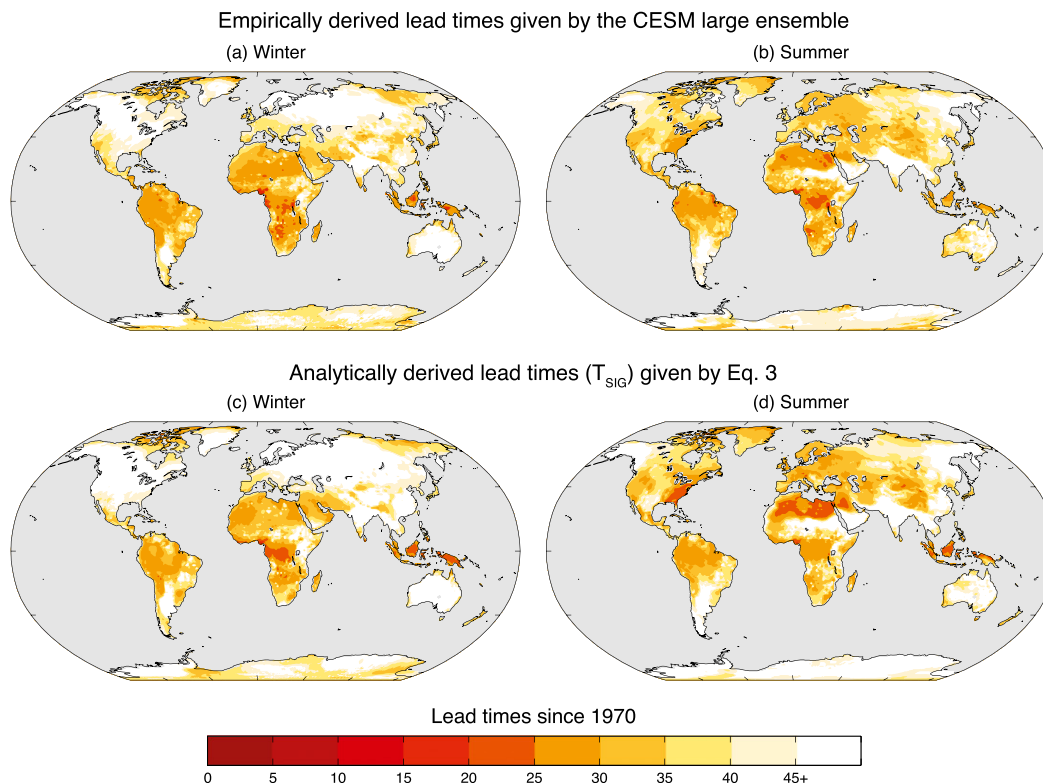 Empirically derived lead times given by the CESM large ensemble
(a) Winter
(b) Summer
Analytically derived lead times (TSIG) given by Eq. 3
(c) Winter
(d) Summer
Lead times since 1970
0 5 10 15 20 25 30 35 40 45+